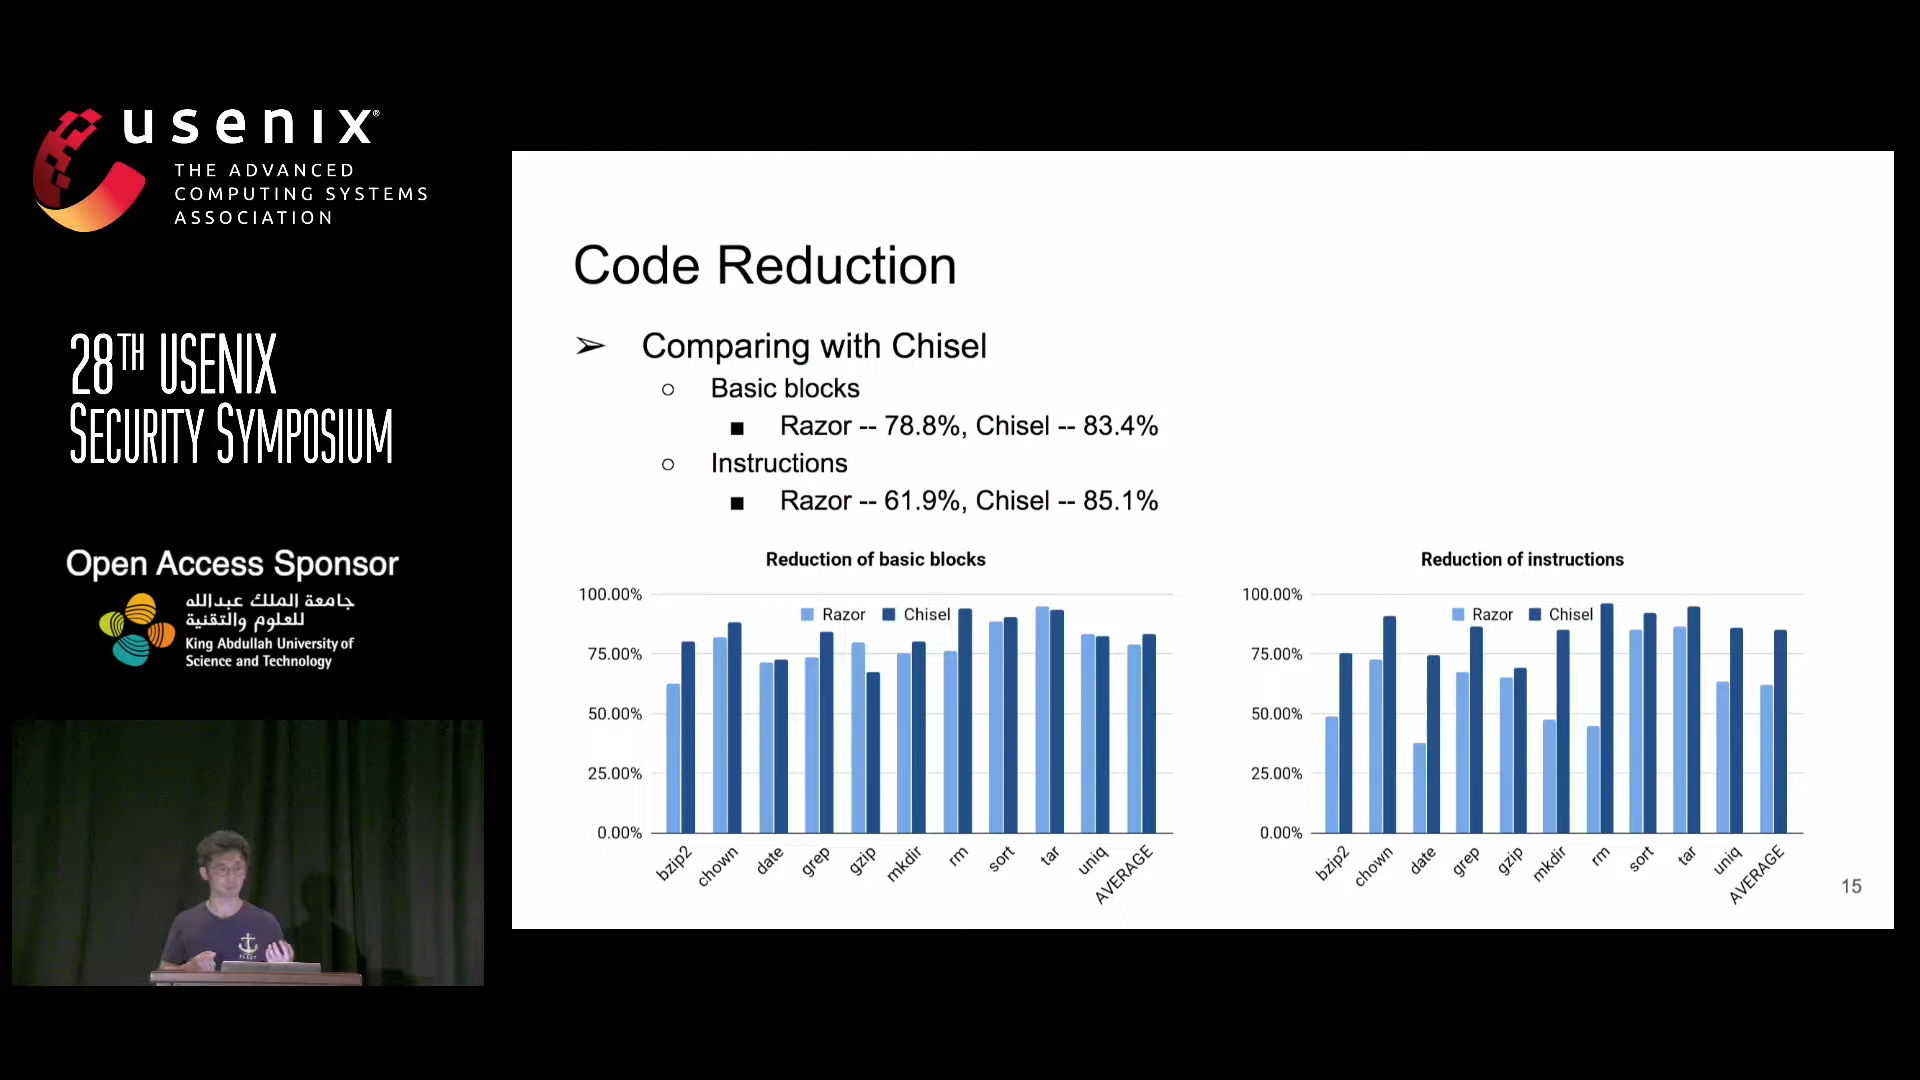 usenix®
THE ADVANCED
COMPUTING SYSTEMS
ASSOCIATION
28TH USENIX
SECURITY SYMPOSIUM
Open Access Sponsor
جامعة الملك عبدالله
للعلوم والتقنية
King Abdullah University of
Science and Technology
Code Reduction
➢ Comparing with Chisel
○ Basic blocks
■ Razor -- 78.8%, Chisel -- 83.4%
○ Instructions
■ Razor -- 61.9%, Chisel -- 85.1%
Reduction of basic blocks
Razor Chisel
100.00%
75.00%
50.00%
25.00%
0.00%
bzip2
chown
date
grep
gzip
mkdir
rm
sort
tar
uniq
AVERAGE
Reduction of instructions
Razor Chisel
100.00%
75.00%
50.00%
25.00%
0.00%
bzip2
chown
date
grep
gzip
mkdir
rm
sort
tar
uniq
AVERAGE
15